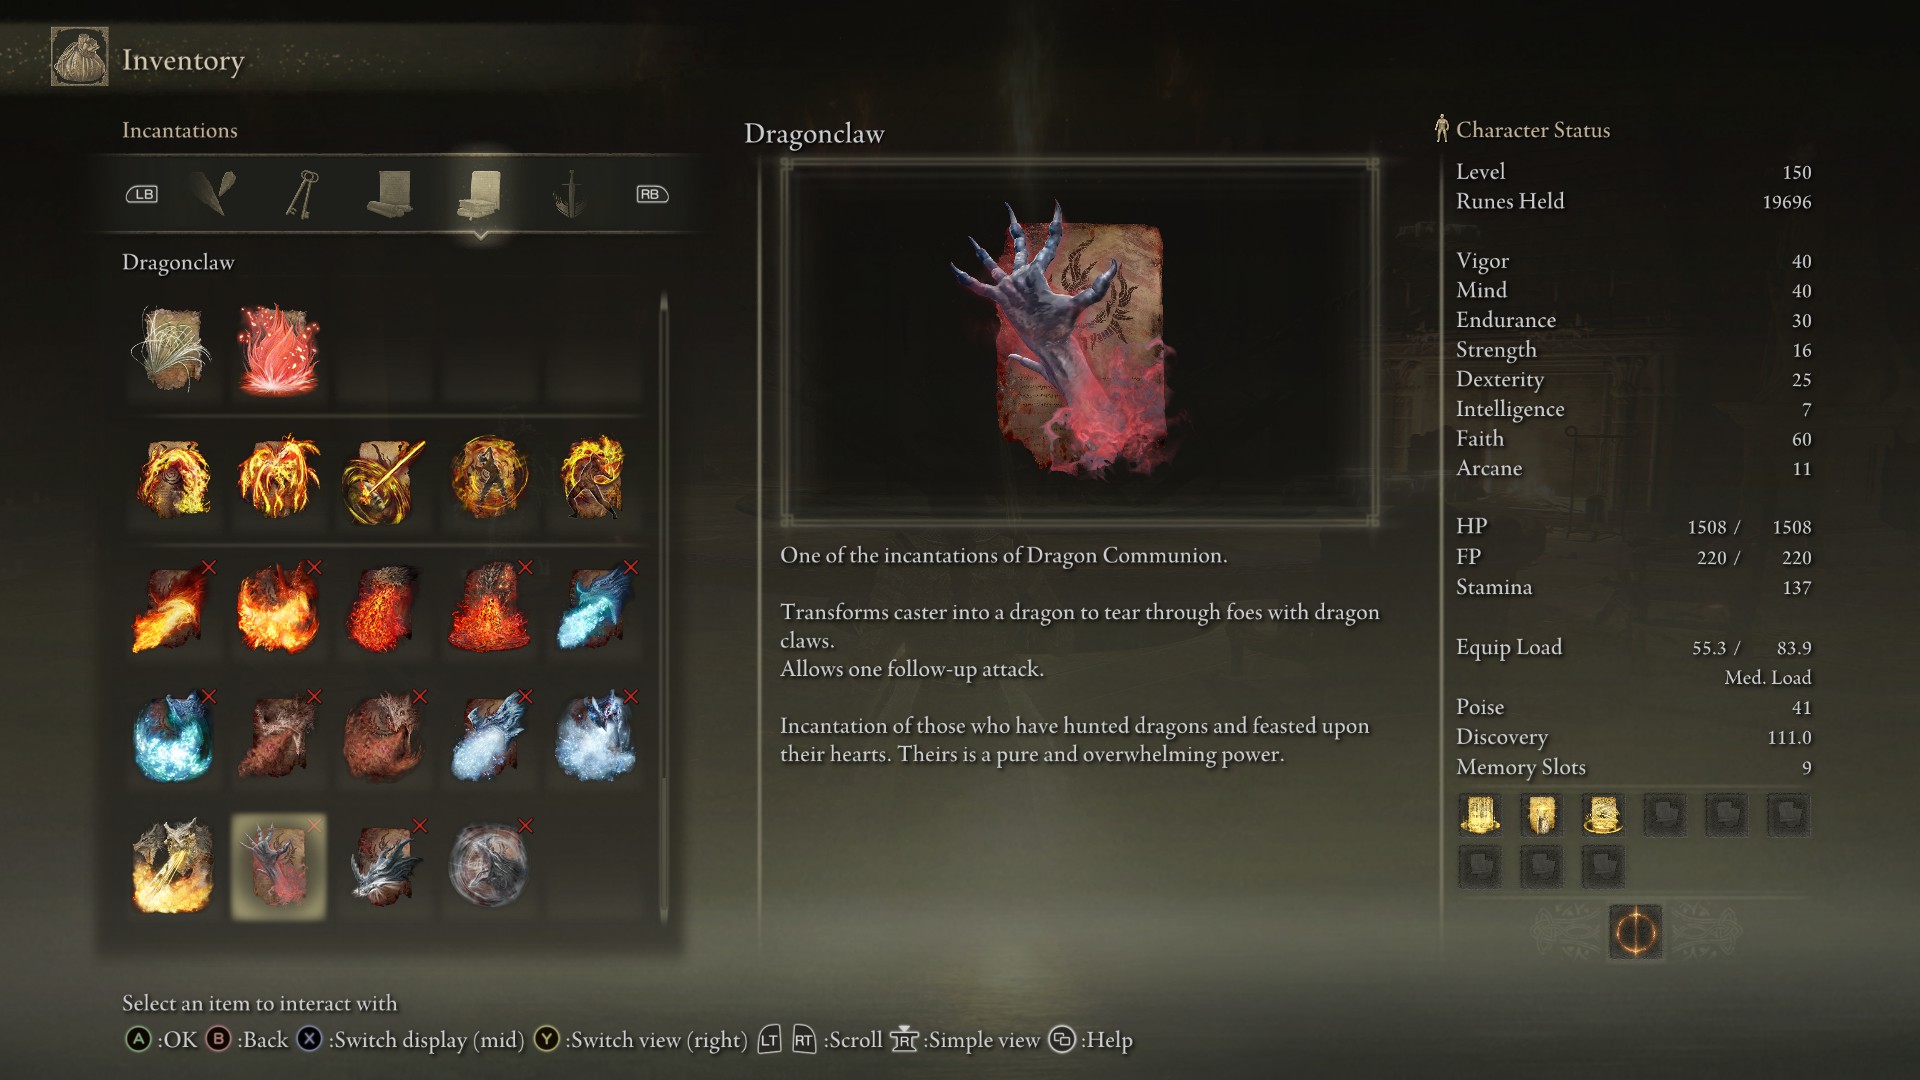 Inventory
Incantations
LB
RB
Dragonclaw
Dragonclaw
One of the incantations of Dragon Communion.
Transforms caster into a dragon to tear through foes with dragon
claws.
Allows one follow-up attack.
Incantation of those who have hunted dragons and feasted upon
their hearts. Theirs is a pure and overwhelming power.
Character Status
Level 150
Runes Held 19696
Vigor 40
Mind 40
Endurance 30
Strength 16
Dexterity 25
Intelligence 7
Faith 60
Arcane 11
HP 1508 / 1508
FP 220 / 220
Stamina 137
Equip Load 55.3 / 83.9
Med. Load
Poise 41
Discovery 111.0
Memory Slots 9
Select an item to interact with
A :OK B :Back X :Switch display (mid) Y :Switch view (right) LT RT :Scroll R :Simple view :Help